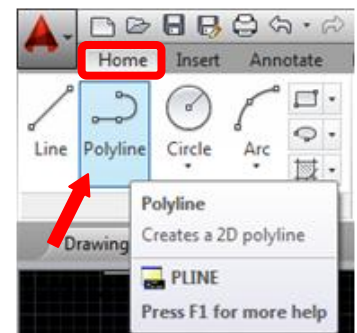 Home Insert Annotate
Line Polyline Circle Arc
Polyline
Creates a 2D polyline
Drawing
PLINE
Press F1 for more help